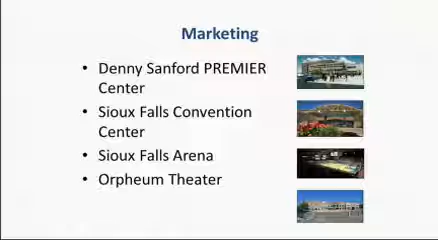 Marketing
• Denny Sanford PREMIER
Center
• Sioux Falls Convention
Center
• Sioux Falls Arena
• Orpheum Theater